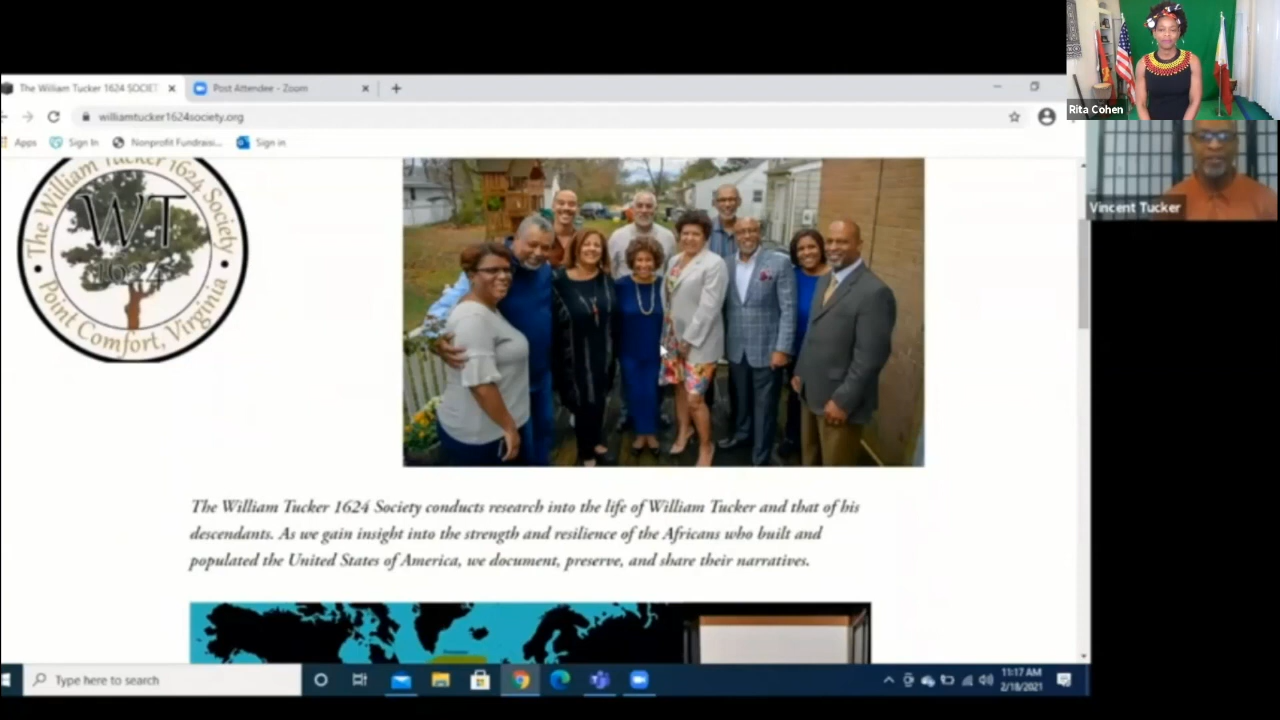 Rita Cohen
Vincent Tucker
The William Tucker 1624 SOCIET
Post Attendee - Zoom
williamtucker1624society.org
Apps
Sign In
Nonprofit Fundraisi...
Sign in
The William Tucker 1624 Society
WT
1624
Point Comfort, Virginia
The William Tucker 1624 Society conducts research into the life of William Tucker and that of his
descendants. As we gain insight into the strength and resilience of the Africans who built and
populated the United States of America, we document, preserve, and share their narratives.
Type here to search
11:17 AM
2/18/2021